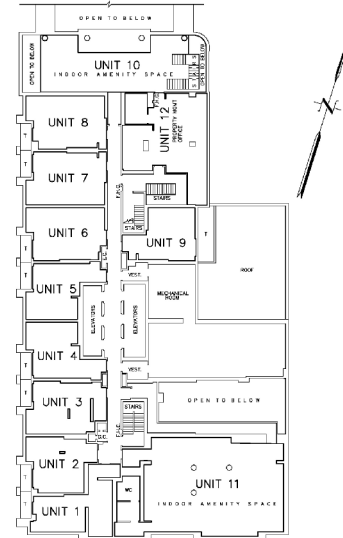 OPEN TO BELOW
OPEN TO BELOW
UNIT 10
INDOOR AMENITY SPACE
STAIRS
OPEN TO BELOW
UNIT 8
UNIT 12
PROPERTY MGMT
OFFICE
T
UNIT 7
F.H.C.
STAIRS
UNIT 6
STAIRS
UNIT 9
T
T
ROOF
VEST.
UNIT 5
ELEVATORS
ELEVATORS
MECHANICAL
ROOM
T
UNIT 4
VEST.
UNIT 3
STAIRS
OPEN TO BELOW
F.H.C.
T
UNIT 2
T
WC
UNIT 11
INDOOR AMENITY SPACE
UNIT 1
T
N